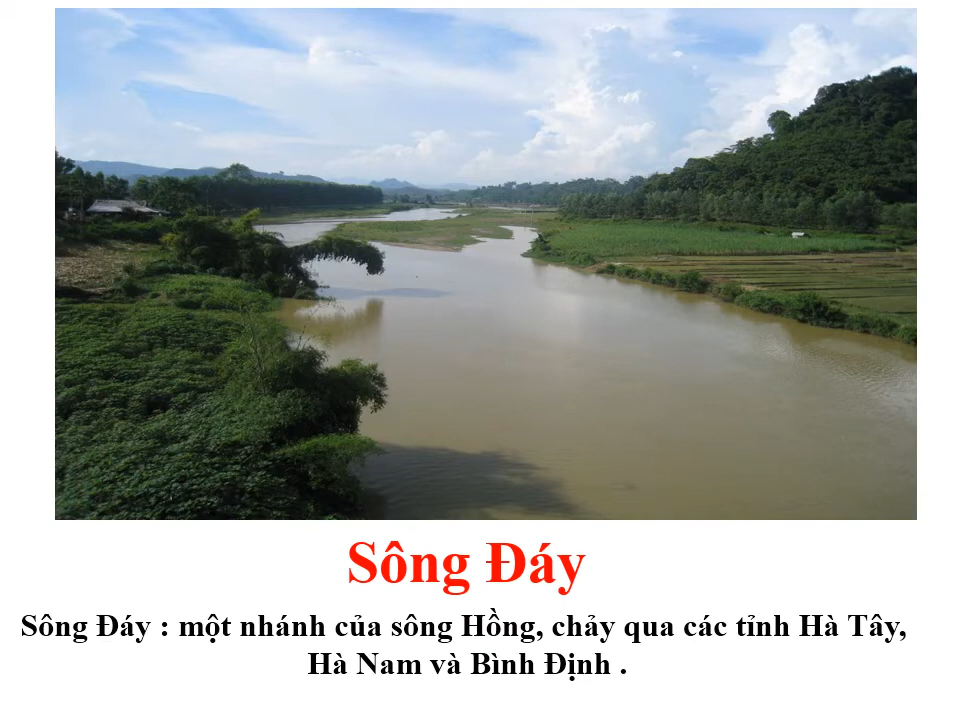 Sông Đáy
Sông Đáy : một nhánh của sông Hồng, chảy qua các tỉnh Hà Tây,
Hà Nam và Bình Định .